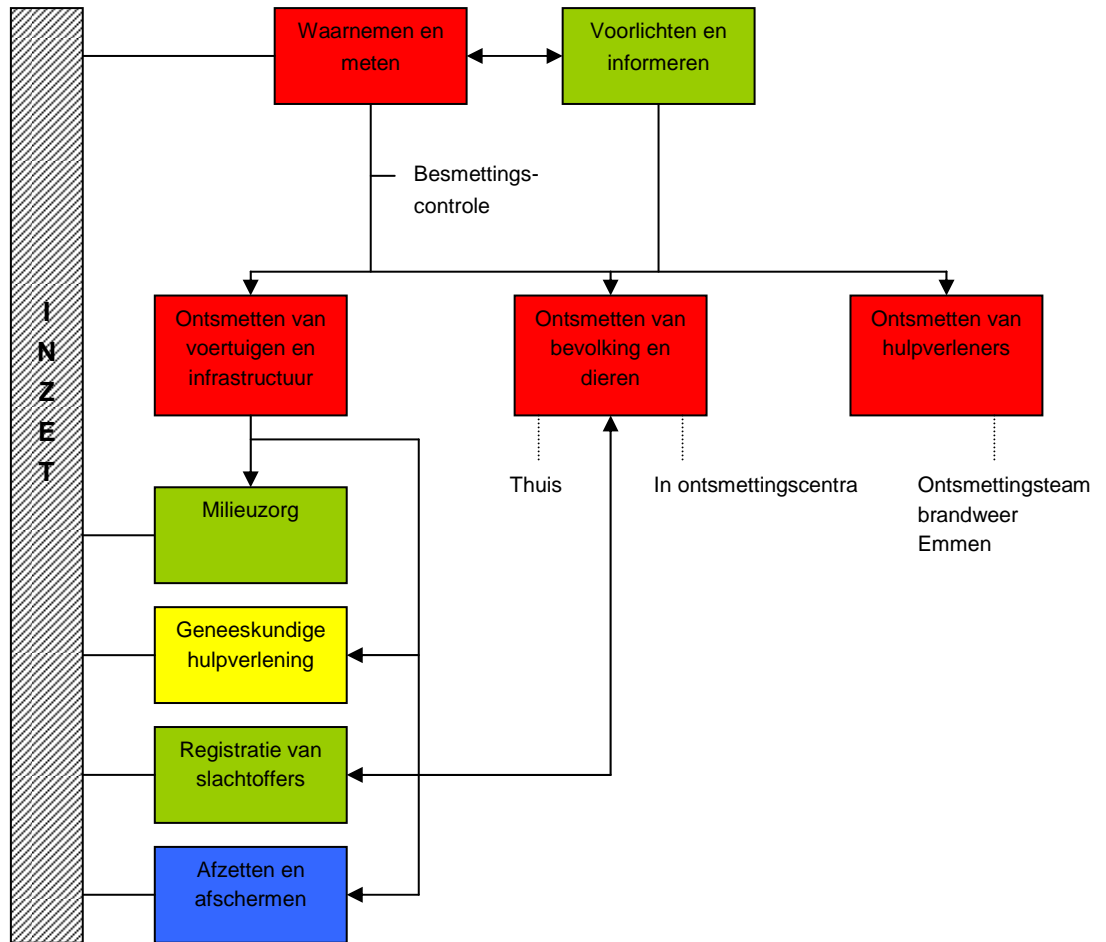 Waarnemen en
meten
Voorlichten en
informeren
Besmettings-
controle
I
N
Z
E
T
Ontsmetten van
voertuigen en
infrastructuur
Ontsmetten van
bevolking en
dieren
Ontsmetten van
hulpverleners
Thuis
In ontsmettingscentra
Ontsmettingsteam
brandweer
Emmen
Milieuzorg
Geneeskundige
hulpverlening
Registratie van
slachtoffers
Afzetten en
afschermen